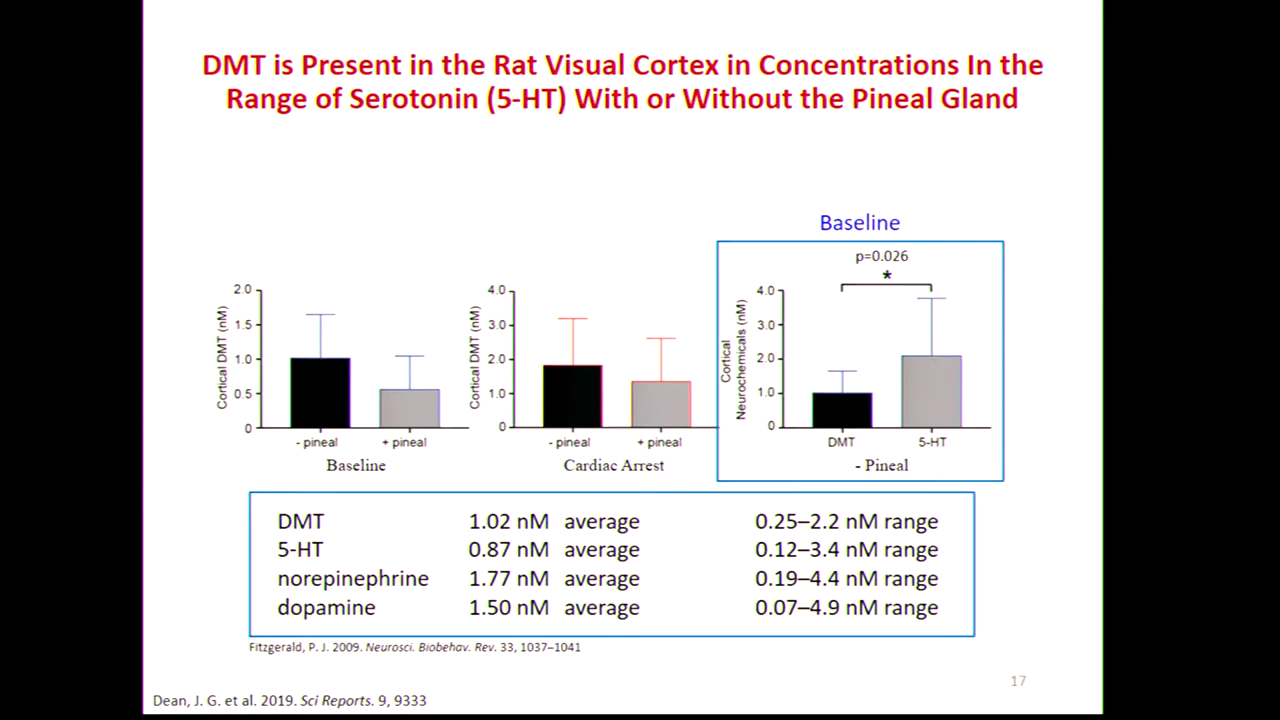 DMT is Present in the Rat Visual Cortex in Concentrations In the
Range of Serotonin (5-HT) With or Without the Pineal Gland
Baseline
2.0
1.5
1.0
0.5
0
Cortical DMT (nM)
- pineal + pineal
Baseline
4.0
3.0
2.0
1.0
0
Cortical DMT (nM)
- pineal + pineal
Cardiac Arrest
p=0.026
*
4.0
3.0
2.0
1.0
0
Cortical
Neurochemicals (nM)
DMT 5-HT
- Pineal
DMT 1.02 nM average 0.25–2.2 nM range
5-HT 0.87 nM average 0.12–3.4 nM range
norepinephrine 1.77 nM average 0.19–4.4 nM range
dopamine 1.50 nM average 0.07–4.9 nM range
Fitzgerald, P. J. 2009. Neurosci. Biobehav. Rev. 33, 1037–1041
17
Dean, J. G. et al. 2019. Sci Reports. 9, 9333